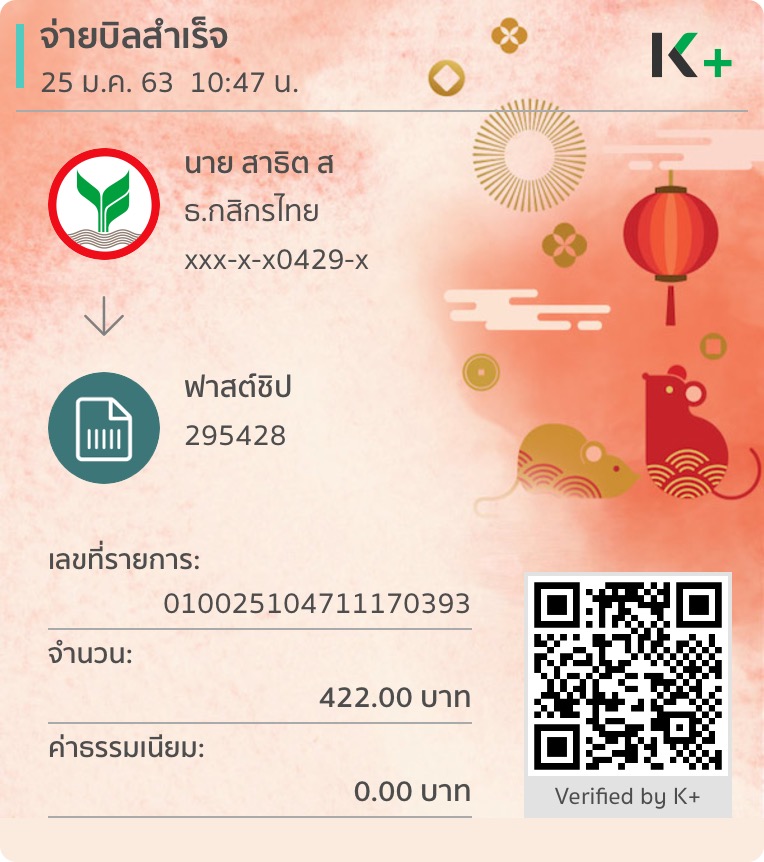 จ่ายบิลสำเร็จ
25 ม.ค. 63 10:47 น.
K+
นาย สาธิต ส
ธ.กสิกรไทย
xxx-x-x0429-x
ฟาสต์ชิป
295428
เลขที่รายการ:
010025104711170393
จำนวน:
422.00 บาท
ค่าธรรมเนียม:
0.00 บาท
Verified by K+